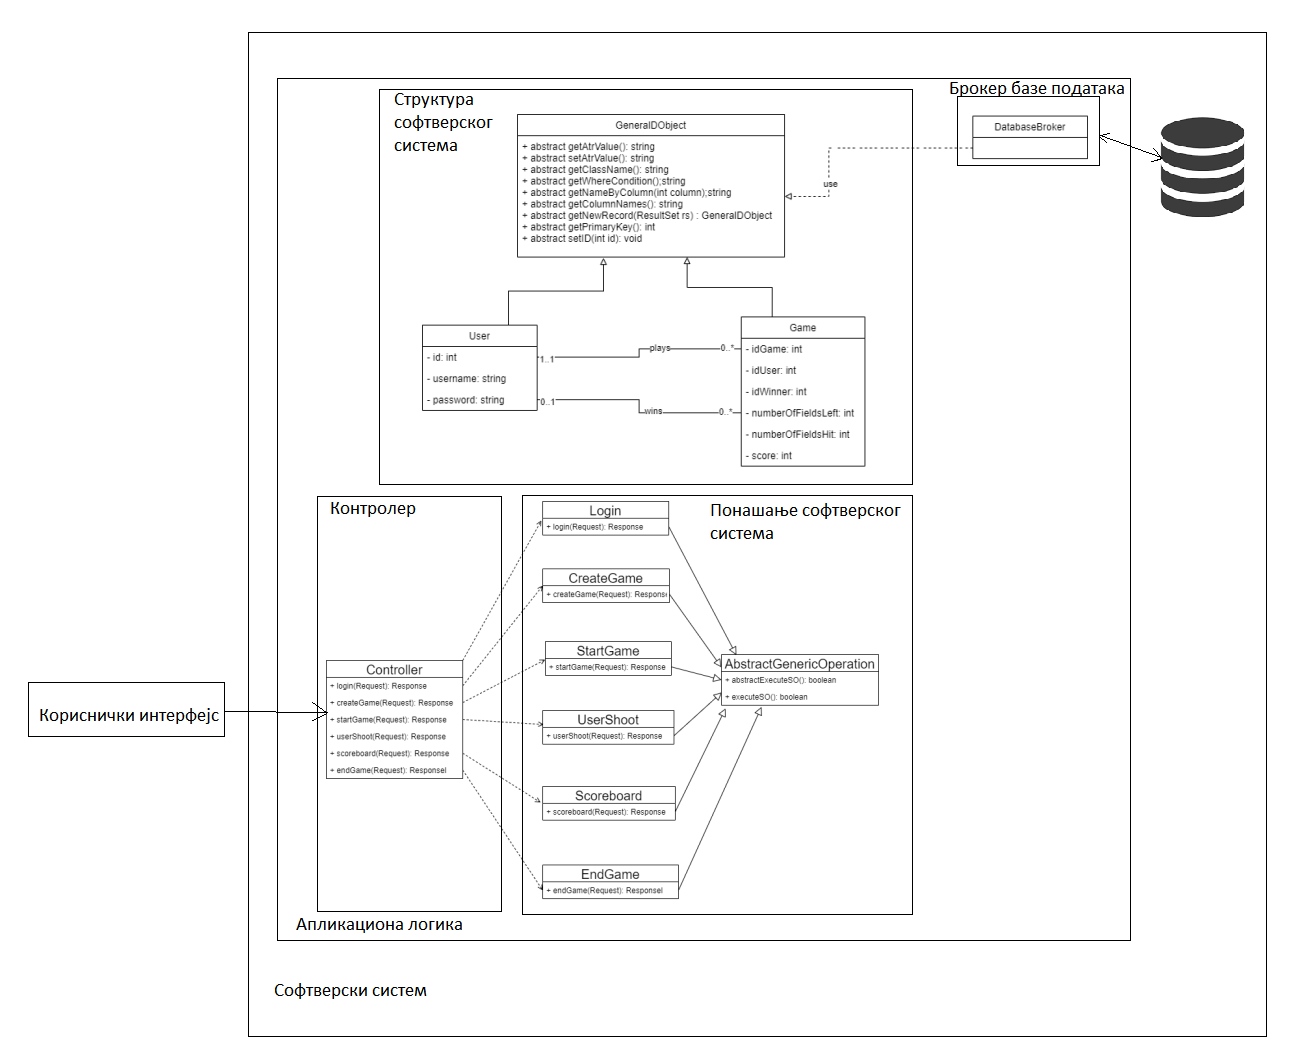 Структура
софтверског
система
GeneralDObject
+ abstract getAtrValue(): string
+ abstract setAtrValue(): string
+ abstract getClassName(): string
+ abstract getWhereCondition();string
+ abstract getNameByColumn(int column);string
+ abstract getColumnNames(): string
+ abstract getNewRecord(ResultSet rs) : GeneralDObject
+ abstract getPrimaryKey(): int
+ abstract setID(int id): void
Брокер базе података
DatabaseBroker
use
User
- id: int
- username: string
- password: string
1..1
plays
0..*
0..1
wins
0..*
Game
- idGame: int
- idUser: int
- idWinner: int
- numberOfFieldsLeft: int
- numberOfFieldsHit: int
- score: int
Контролер
Controller
+ login(Request): Response
+ createGame(Request): Response
+ startGame(Request): Response
+ userShoot(Request): Response
+ scoreboard(Request): Response
+ endGame(Request): Responsel
Кориснички интерфејс
Понашање софтверског
система
Login
+ login(Request): Response
CreateGame
+ createGame(Request): Response
StartGame
+ startGame(Request): Response
UserShoot
+ userShoot(Request): Response
Scoreboard
+ scoreboard(Request): Response
EndGame
+ endGame(Request): Responsel
AbstractGenericOperation
+ abstractExecuteSO(): boolean
+ executeSO(): boolean
Апликациона логика
Софтверски систем